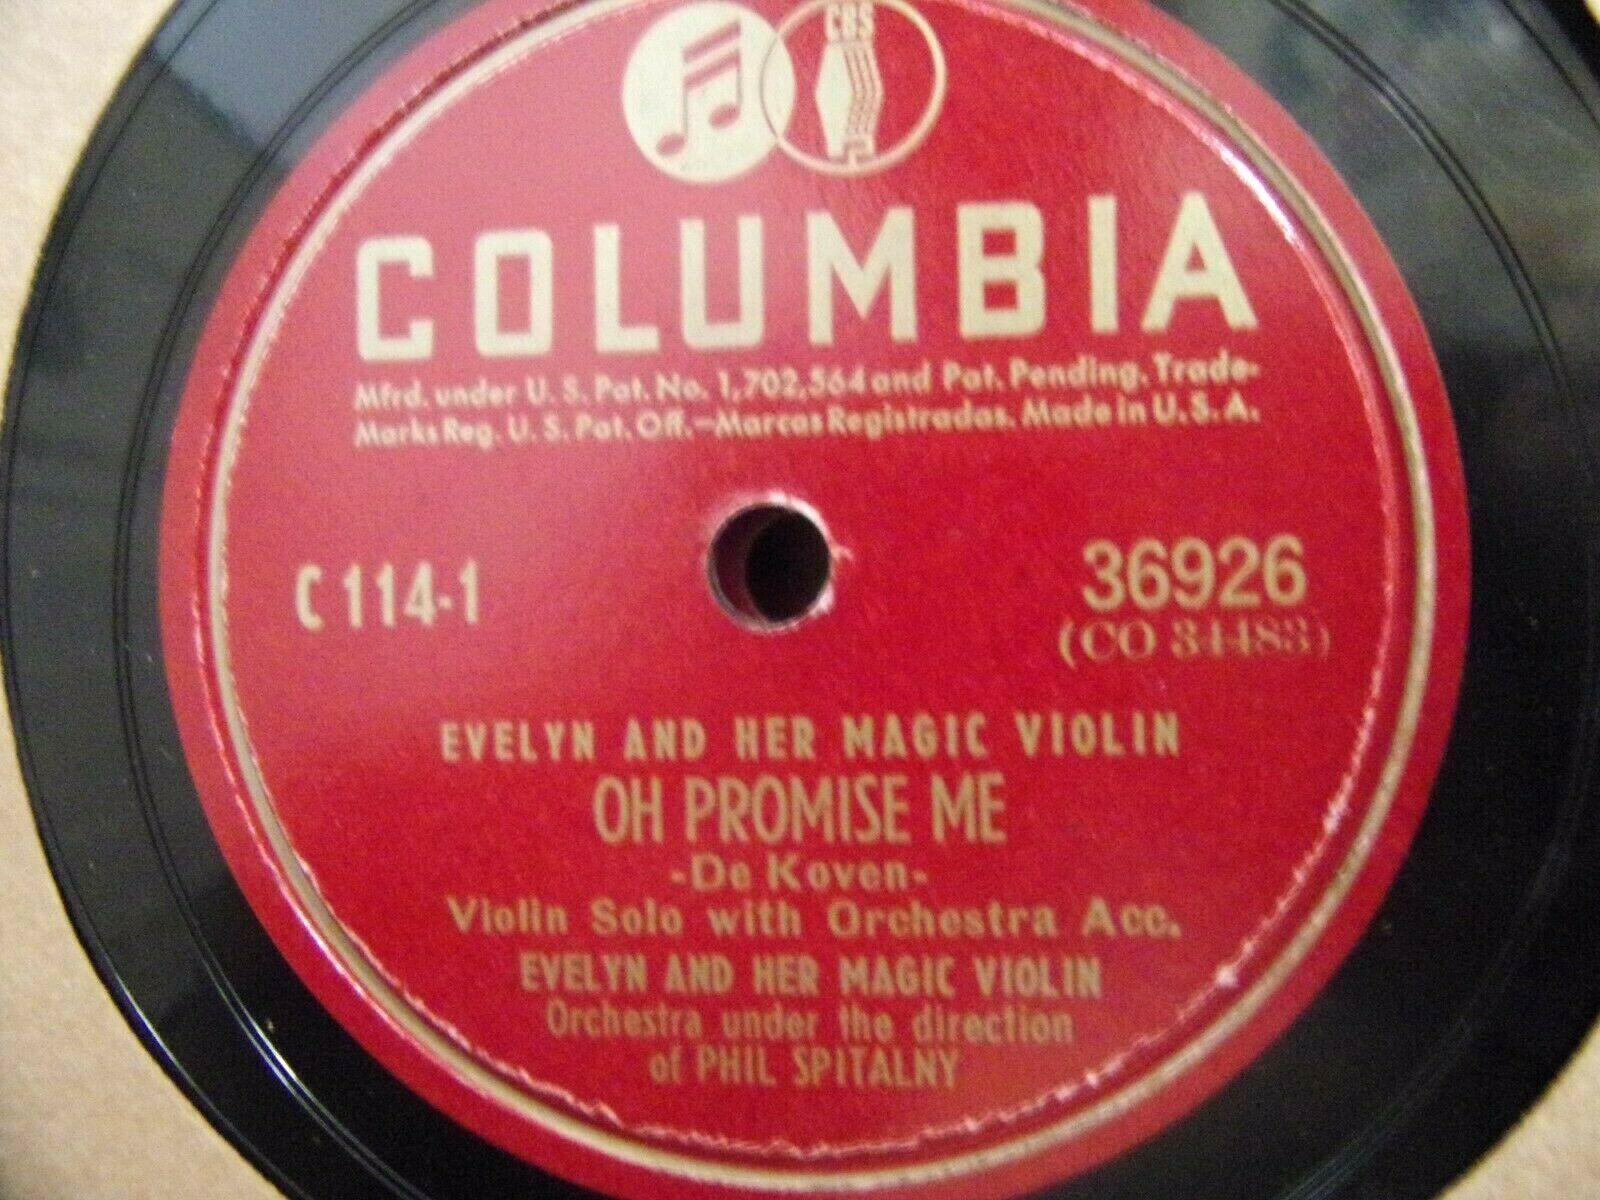 CBS
COLUMBIA
Mfrd. under U. S. Pat. No. 1,702,564 and Pat. Pending. Trade-
Marks Reg. U. S. Pat. Off.—Marcas Registradas. Made in U. S. A.
C 114-1
36926
(CO 34483)
EVELYN AND HER MAGIC VIOLIN
OH PROMISE ME
-De Koven-
Violin Solo with Orchestra Acc.
EVELYN AND HER MAGIC VIOLIN
Orchestra under the direction
of PHIL SPITALNY